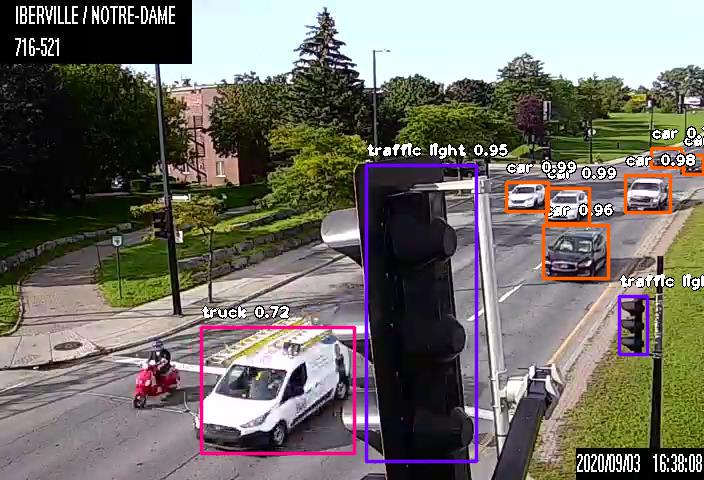 IBERVILLE / NOTRE-DAME
716-521
traffic light 0.95
car 0.99
car 0.99
car 0.98
car
car 0.96
traffic
truck 0.72
2020/09/03 16:38:08